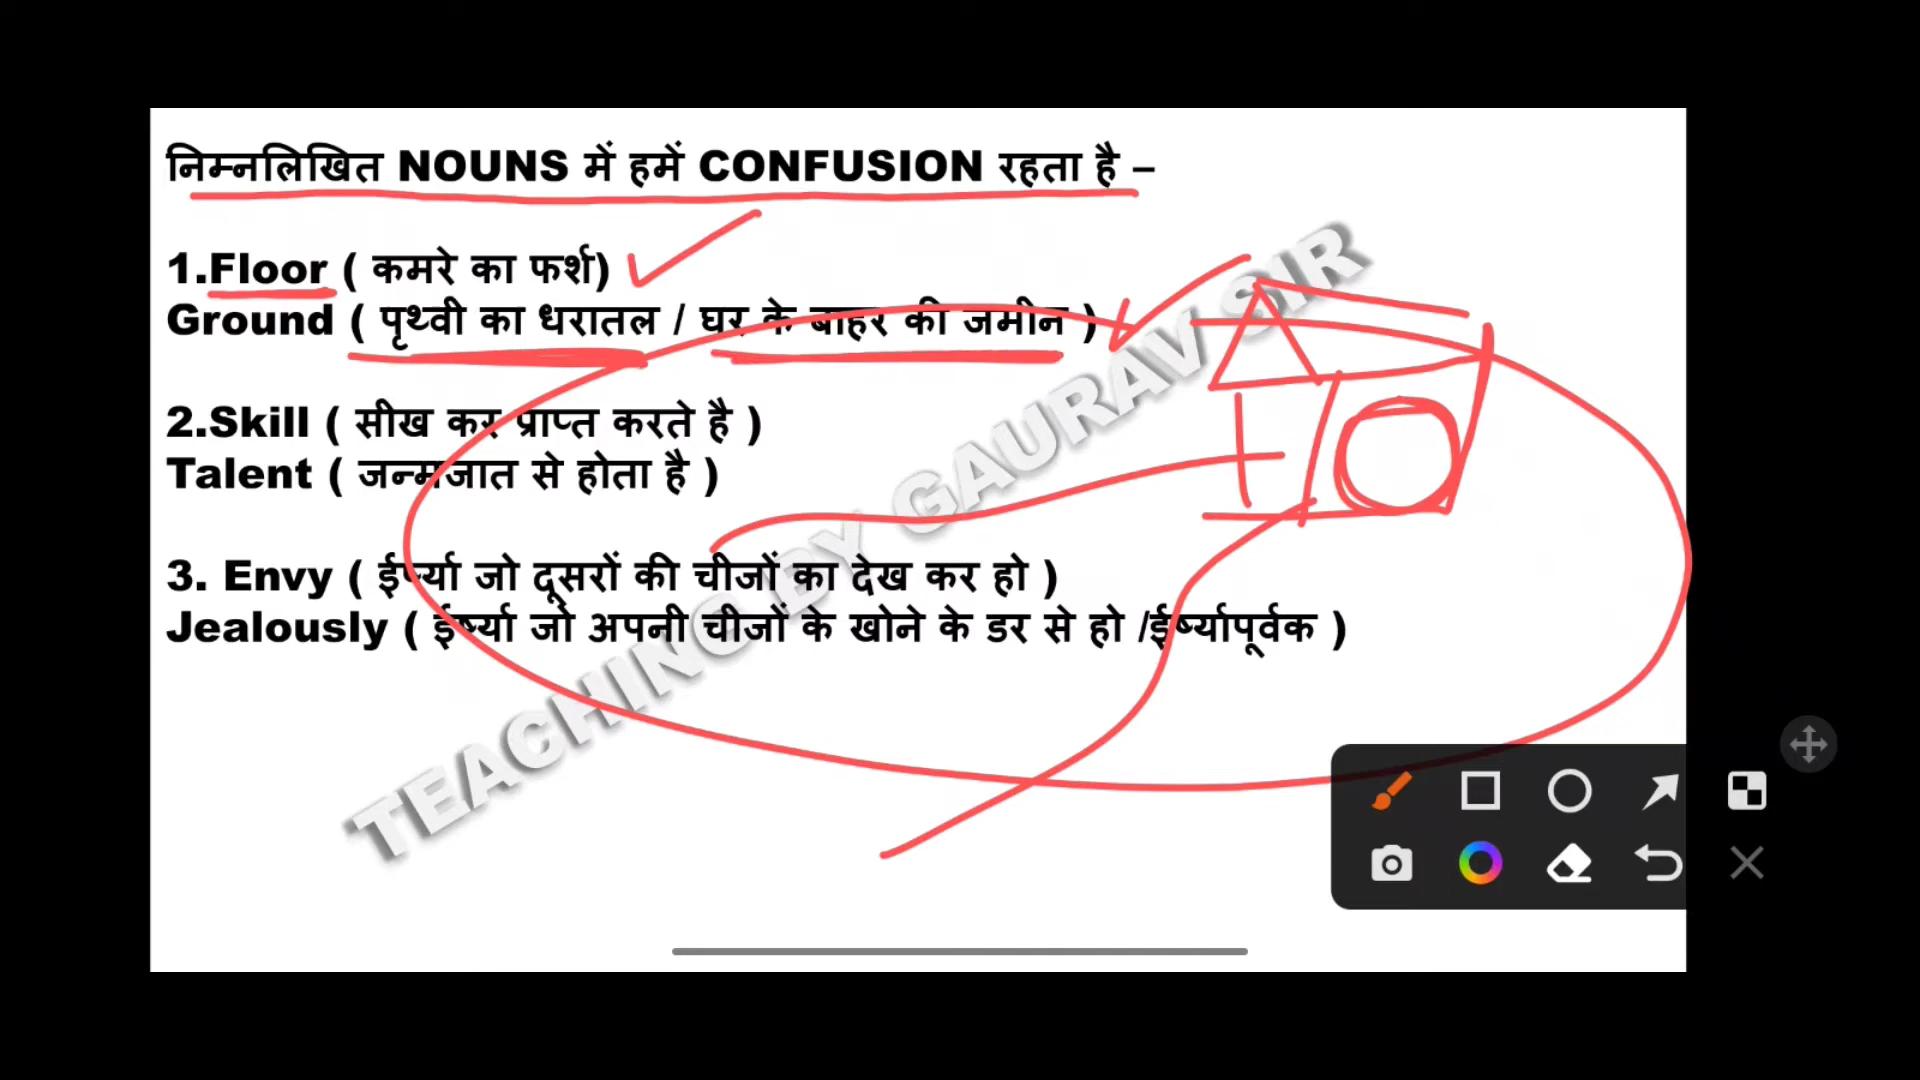 निम्नलिखित NOUNS में हमें CONFUSION रहता है –
1.Floor ( कमरे का फर्श)
Ground ( पृथ्वी का धरातल / घर के बाहर की जमीन )
2.Skill ( सीख कर प्राप्त करते है )
Talent ( जन्मजात से होता है )
3. Envy ( ईर्ष्या जो दूसरों की चीजों का देख कर हो )
Jealously ( ईर्ष्या जो अपनी चीजों के खोने के डर से हो /ईर्ष्यापूर्वक )
TEACHING BY GAURAV SIR